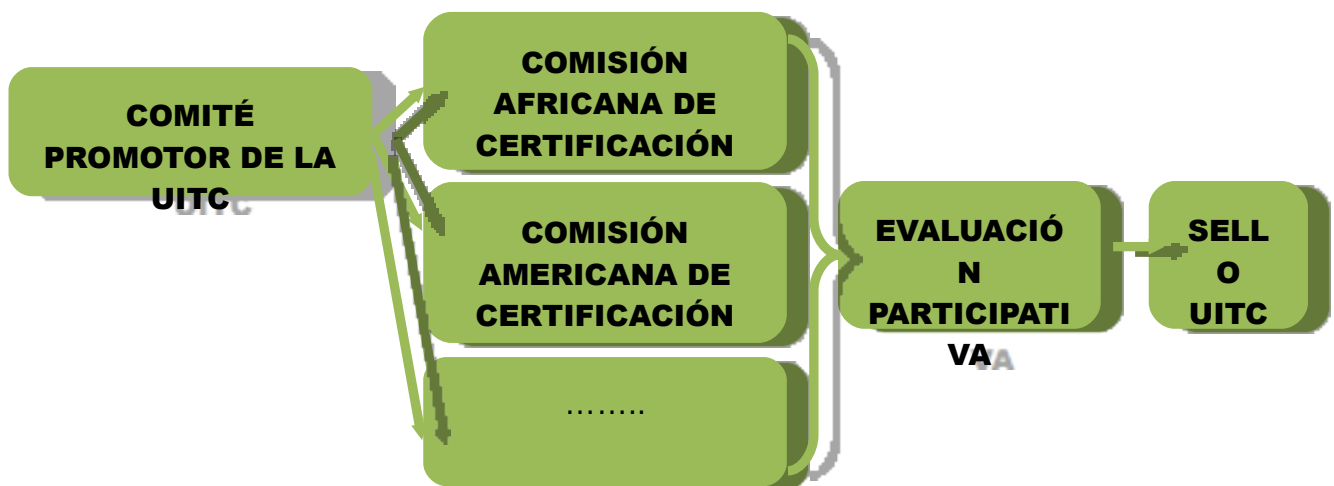 COMITÉ
PROMOTOR DE LA
UITC
COMISIÓN
AFRICANA DE
CERTIFICACIÓN
COMISIÓN
AMERICANA DE
CERTIFICACIÓN
……..
EVALUACIÓ
N
PARTICIPATI
VA
SELL
O
UITC